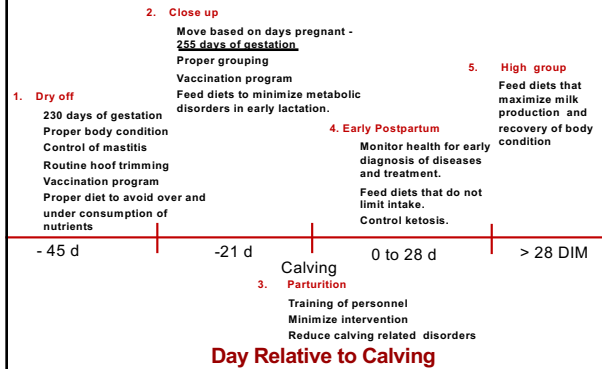 2. Close up
Move based on days pregnant -
255 days of gestation
Proper grouping
Vaccination program
Feed diets to minimize metabolic
disorders in early lactation.
5. High group
Feed diets that
maximize milk
production and
recovery of body
condition
1. Dry off
230 days of gestation
Proper body condition
Control of mastitis
Routine hoof trimming
Vaccination program
Proper diet to avoid over and
under consumption of
nutrients
4. Early Postpartum
Monitor health for early
diagnosis of diseases
and treatment.
Feed diets that do not
limit intake.
Control ketosis.
- 45 d
-21 d
Calving
0 to 28 d
> 28 DIM
3. Parturition
Training of personnel
Minimize intervention
Reduce calving related disorders
Day Relative to Calving